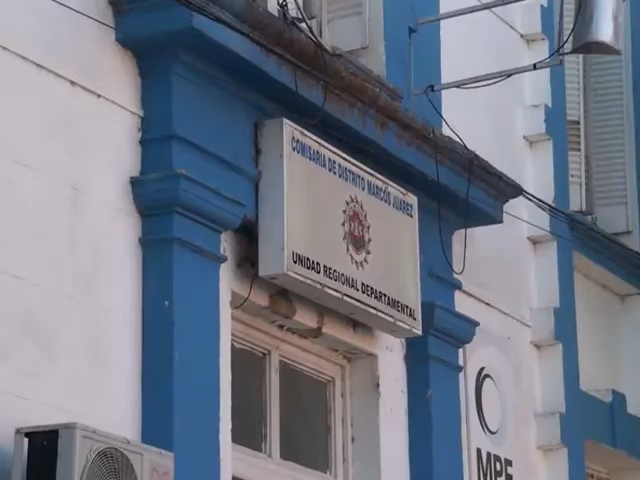 COMISARIA DE DISTRITO MARCOS JUAREZ
UNIDAD REGIONAL DEPARTAMENTAL
MPF